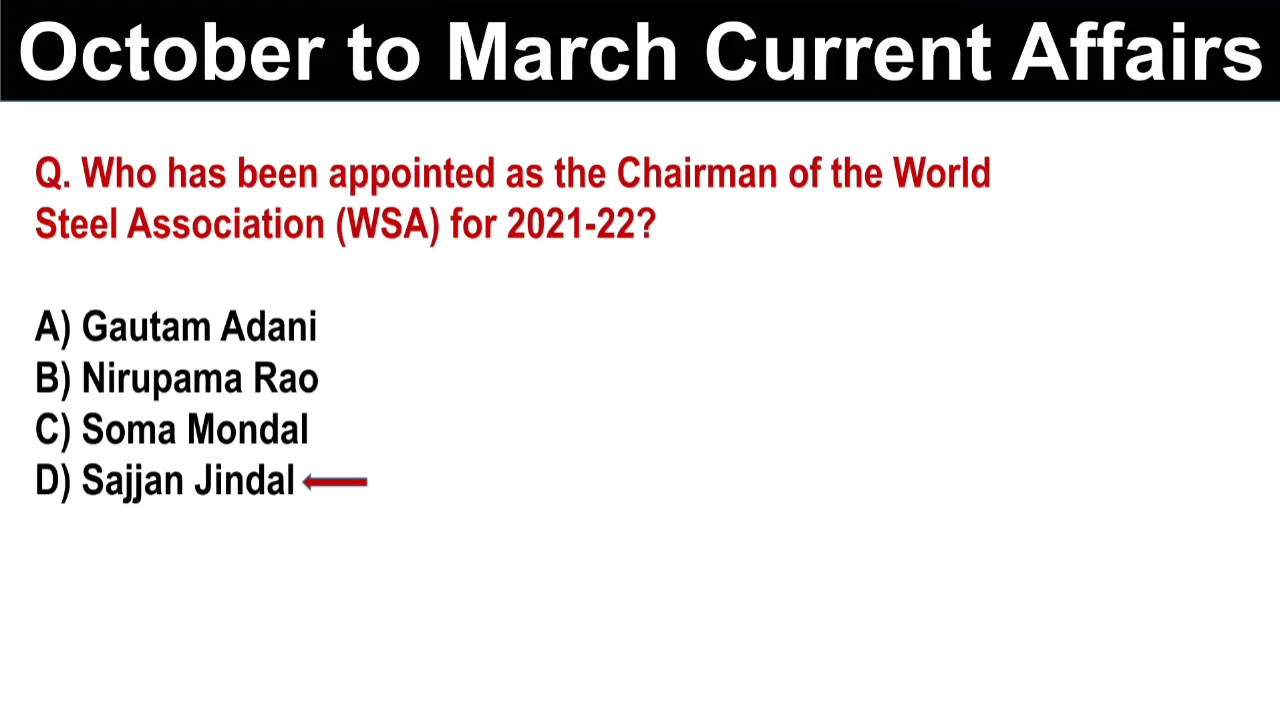 October to March Current Affairs
Q. Who has been appointed as the Chairman of the World
Steel Association (WSA) for 2021-22?
A) Gautam Adani
B) Nirupama Rao
C) Soma Mondal
D) Sajjan Jindal